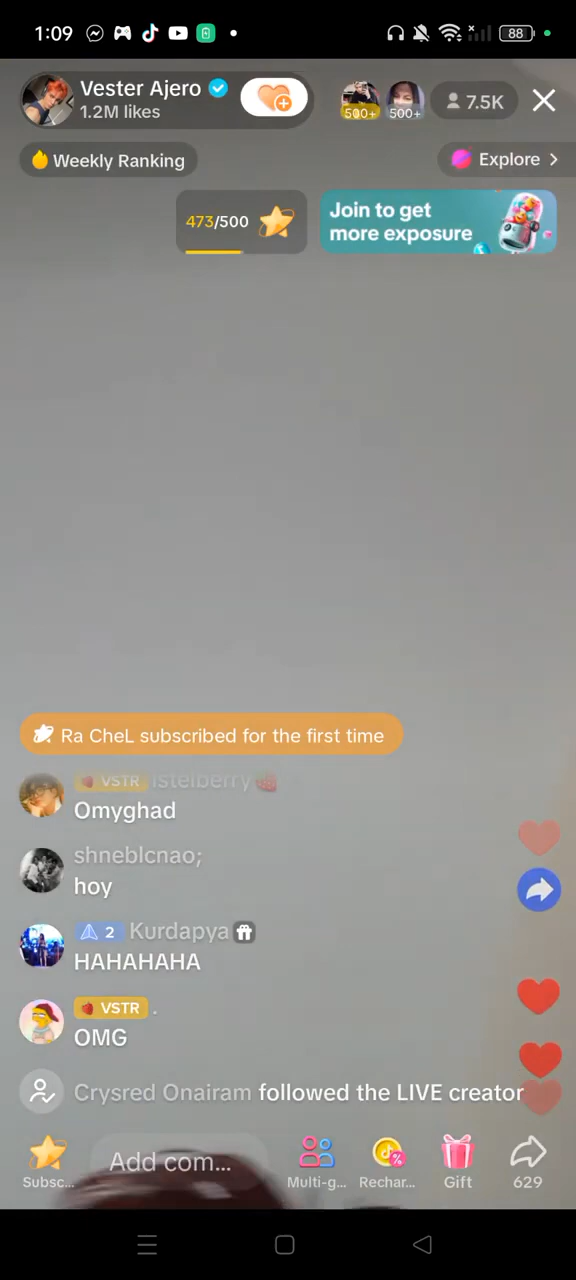 1:09
88
Vester Ajero
1.2M likes
500+
500+
7.5K
Weekly Ranking
Explore >
473/500
Join to get
more exposure
Ra CheL subscribed for the first time
VSTR istelberry🍓
Omyghad
shneblcnao;
hoy
2 Kurdapya
HAHAHAHA
VSTR .
OMG
Crysred Onairam followed the LIVE creator
Add com...
Subsc...
Multi-g...
Rechar...
Gift
629